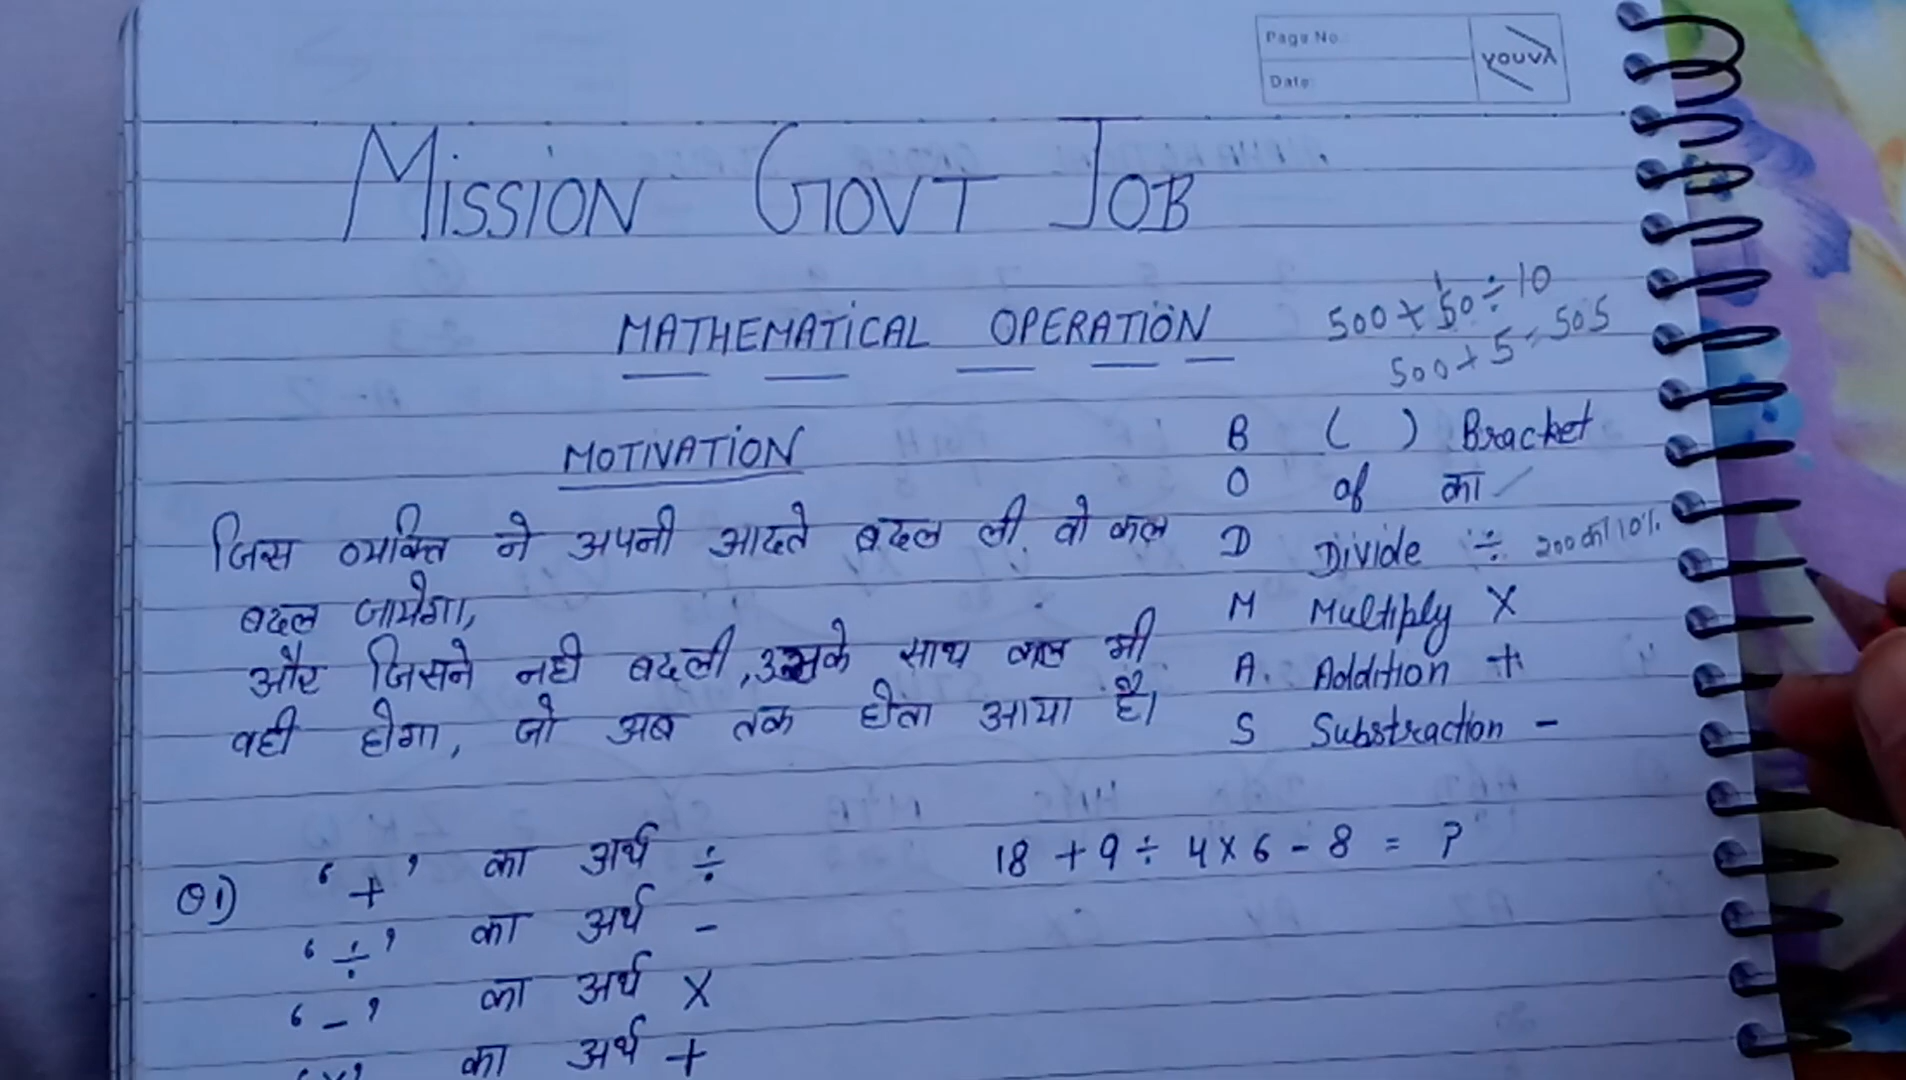 Page No.
Date:
YOUVA
MISSION GOVT JOB
MATHEMATICAL OPERATION
500 + 50 ÷ 10
500 + 5 = 505
MOTIVATION
जिस व्यक्ति ने अपनी आदते बदल ली वो कल
बदल जायेगा,
और जिसने नही बदली, उसके साथ कल भी
वही होगा, जो अब तक होता आया है।
B ( ) Bracket
O of का
D Divide ÷ 200 का 10%
M Multiply ×
A. Addition +
S Substraction -
Q1) '+' का अर्थ ÷ 18 + 9 ÷ 4 × 6 - 8 = ?
'÷' का अर्थ -
'-' का अर्थ ×
'×' का अर्थ +